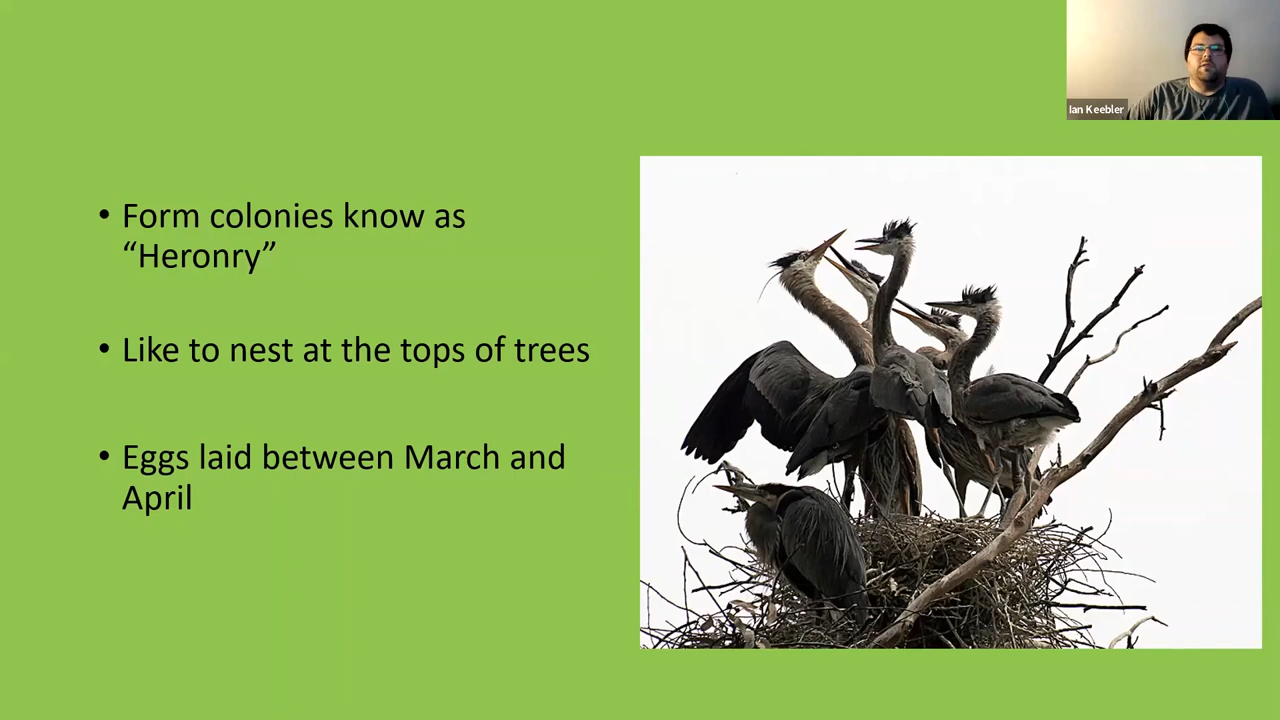 Ian Keebler
• Form colonies know as
“Heronry”
• Like to nest at the tops of trees
• Eggs laid between March and
April